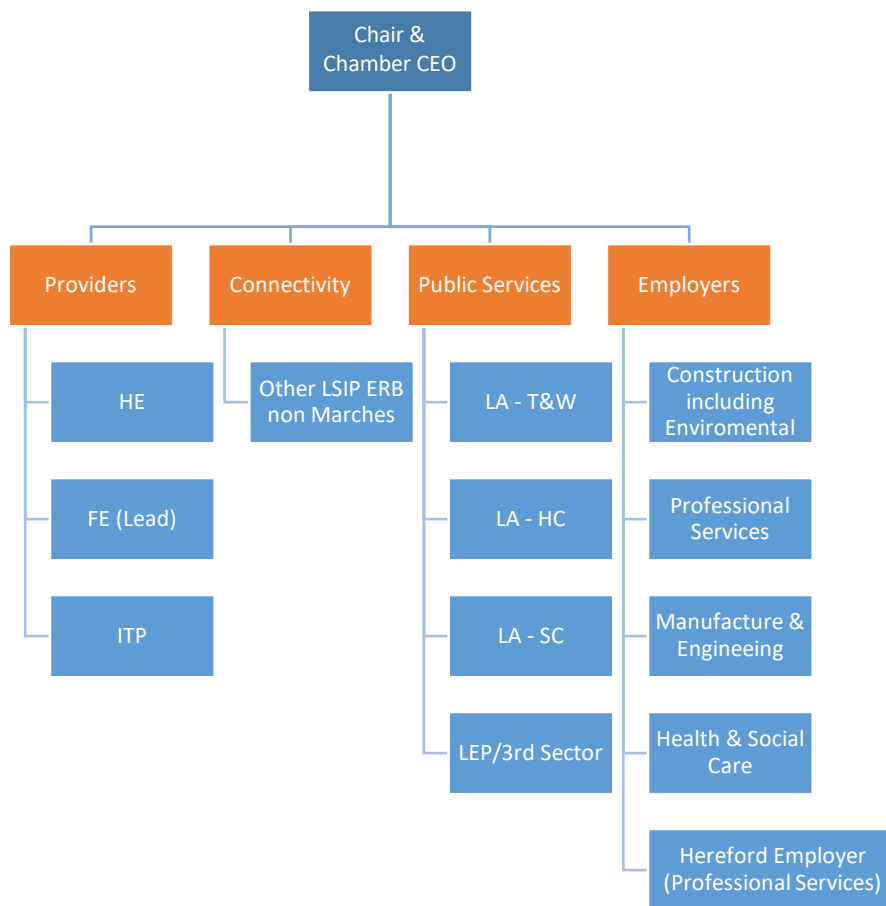 Chair &
Chamber CEO
Providers
Connectivity
Public Services
Employers
HE
Other LSIP ERB
non Marches
LA - T&W
Construction
including
Enviromental
FE (Lead)
LA - HC
Professional
Services
ITP
LA - SC
Manufacture &
Engineeing
LEP/3rd Sector
Health & Social
Care
Hereford Employer
(Professional Services)